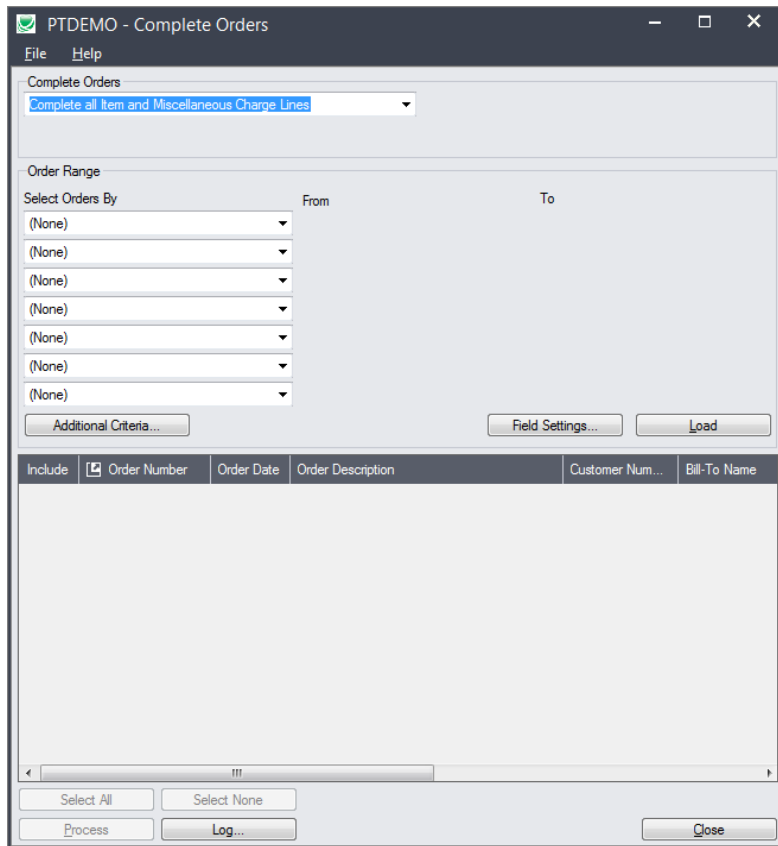 PTDEMO - Complete Orders
File Help
Complete Orders
Complete all Item and Miscellaneous Charge Lines
Order Range
Select Orders By From To
(None)
(None)
(None)
(None)
(None)
(None)
(None)
Additional Criteria... Field Settings... Load
Include Order Number Order Date Order Description Customer Num... Bill-To Name
Select All Select None
Process Log... Close